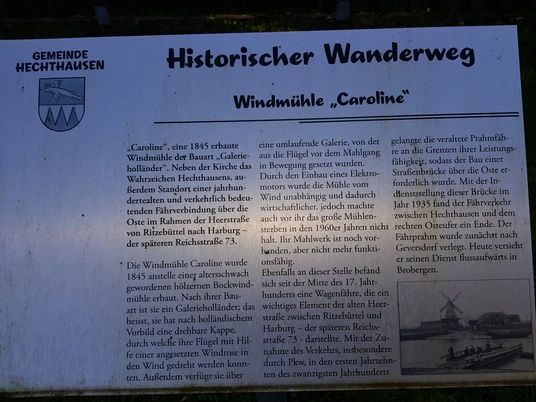 GEMEINDE
HECHTHAUSEN
Historischer Wanderweg
Windmühle „Caroline“
„Caroline“, eine 1845 erbaute
Windmühle der Bauart „Galerie-
holländer“. Neben der Kirche das
Wahrzeichen Hechthausens, au-
ßerdem Standort einer jahrhun-
dertealten und verkehrlich bedeu-
tenden Fährverbindung über die
Oste im Rahmen der Heerstraße
von Ritzebüttel nach Harburg –
der späteren Reichsstraße 73.
Die Windmühle Caroline wurde
1845 anstelle einer altersschwach
gewordenen hölzernen Bockwind-
mühle erbaut. Nach ihrer Bau-
art ist sie ein Galerieholländer; das
heisst, sie hat nach holländischem
Vorbild eine drehbare Kappe,
durch welche ihre Flügel mit Hil-
fe einer angesetzten Windrose in
den Wind gedreht werden konn-
ten. Außerdem verfügte sie über
eine umlaufende Galerie, von der
aus die Flügel vor dem Mahlgang
in Bewegung gesetzt wurden.
Durch den Einbau eines Elektro-
motors wurde die Mühle vom
Wind unabhängig und dadurch
wirtschaftlicher, jedoch machte
auch vor ihr das große Mühlen-
sterben in den 1960er Jahren nicht
halt. Ihr Mahlwerk ist noch vor-
handen, aber nicht mehr funkti-
onsfähig.
Ebenfalls an dieser Stelle befand
sich seit der Mitte des 17. Jahr-
hunderts eine Wagenfähre, die ein
wichtiges Element der alten Heer-
straße zwischen Ritzebüttel und
Harburg – der späteren Reichs-
straße 73 - darstellte. Mit der Zu-
nahme des Verkehrs, insbesondere
durch Pkw, in den ersten Jahrzehn-
ten des zwanzigsten Jahrhunderts
gelangte die veraltete Prahmfäh-
re an die Grenzen ihrer Leistungs-
fähigkeit, sodass der Bau einer
Straßenbrücke über die Oste er-
forderlich wurde. Mit der In-
dienststellung dieser Brücke im
Jahr 1935 fand der Fährverkehr
zwischen Hechthausen und dem
rechten Osteufer ein Ende. Der
Fährprahm wurde zunächst nach
Geversdorf verlegt. Heute versieht
er seinen Dienst flussaufwärts in
Brobergen.